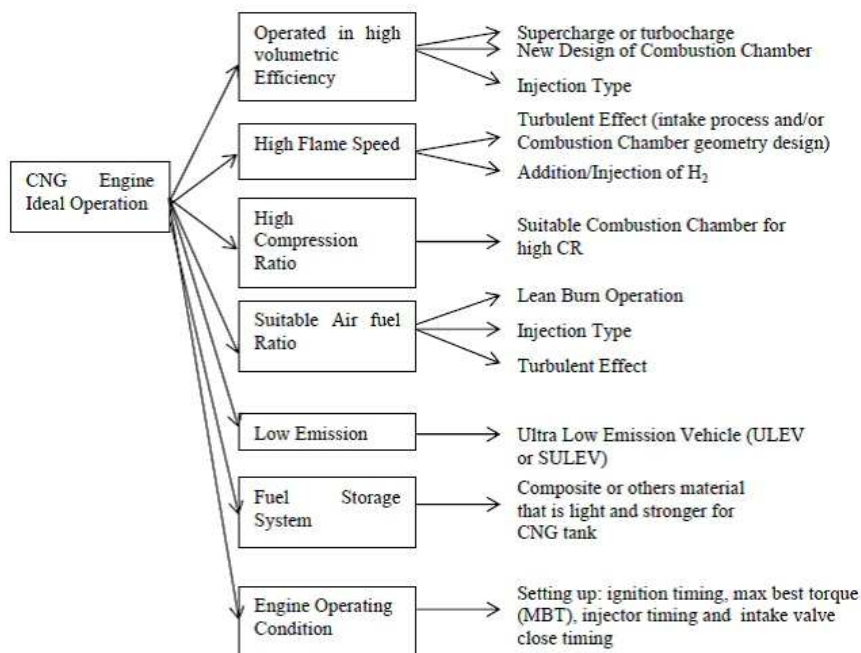 CNG Engine
Ideal Operation
Operated in high
volumetric
Efficiency
Supercharge or turbocharge
New Design of Combustion Chamber
Injection Type
High Flame Speed
Turbulent Effect (intake process and/or
Combustion Chamber geometry design)
Addition/Injection of H₂
High
Compression
Ratio
Suitable Combustion Chamber for
high CR
Suitable Air fuel
Ratio
Lean Burn Operation
Injection Type
Turbulent Effect
Low Emission
Ultra Low Emission Vehicle (ULEV
or SULEV)
Fuel Storage
System
Composite or others material
that is light and stronger for
CNG tank
Engine Operating
Condition
Setting up: ignition timing, max best torque
(MBT), injector timing and intake valve
close timing